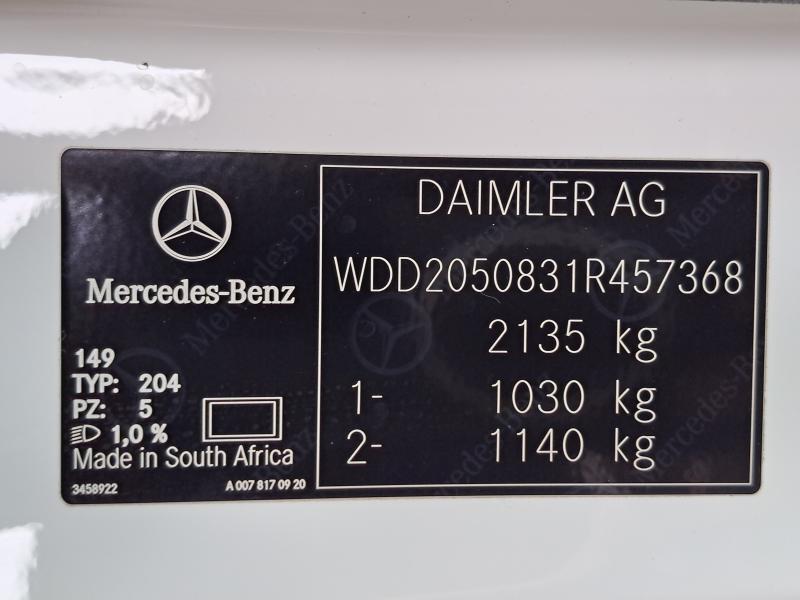 Mercedes-Benz
149
TYP: 204
PZ: 5
1,0 %
Made in South Africa
3458922 A 007 817 09 20
DAIMLER AG
WDD2050831R457368
2135 kg
1- 1030 kg
2- 1140 kg